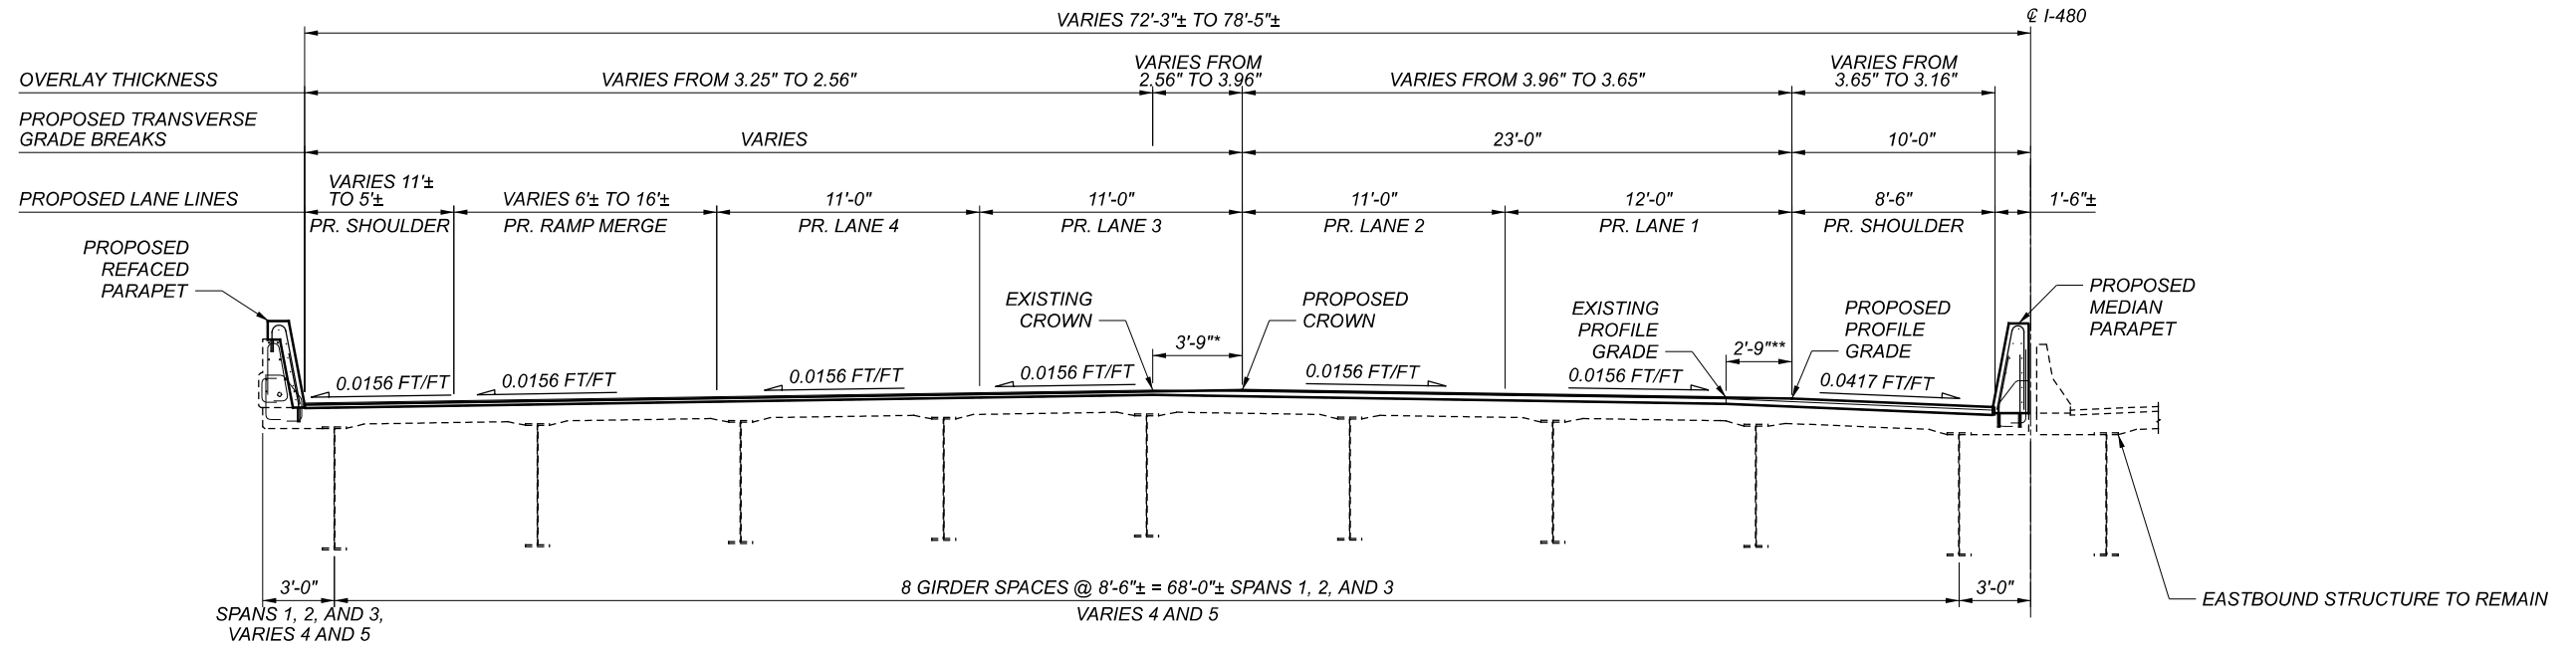 VARIES 72'-3"± TO 78'-5"±
℄ I-480
OVERLAY THICKNESS
VARIES FROM 3.25" TO 2.56"
VARIES FROM
2.56" TO 3.96"
VARIES FROM 3.96" TO 3.65"
VARIES FROM
3.65" TO 3.16"
PROPOSED TRANSVERSE
GRADE BREAKS
VARIES
23'-0"
10'-0"
PROPOSED LANE LINES
VARIES 11'±
TO 5'±
PR. SHOULDER
VARIES 6'± TO 16'±
PR. RAMP MERGE
11'-0"
PR. LANE 4
11'-0"
PR. LANE 3
11'-0"
PR. LANE 2
12'-0"
PR. LANE 1
8'-6"
PR. SHOULDER
1'-6"±
PROPOSED
REFACED
PARAPET
EXISTING
CROWN
PROPOSED
CROWN
EXISTING
PROFILE
GRADE
PROPOSED
PROFILE
GRADE
PROPOSED
MEDIAN
PARAPET
3'-9"*
2'-9"**
0.0156 FT/FT
0.0156 FT/FT
0.0156 FT/FT
0.0156 FT/FT
0.0156 FT/FT
0.0156 FT/FT
0.0417 FT/FT
3'-0"
SPANS 1, 2, AND 3,
VARIES 4 AND 5
8 GIRDER SPACES @ 8'-6"± = 68'-0"± SPANS 1, 2, AND 3
VARIES 4 AND 5
3'-0"
EASTBOUND STRUCTURE TO REMAIN